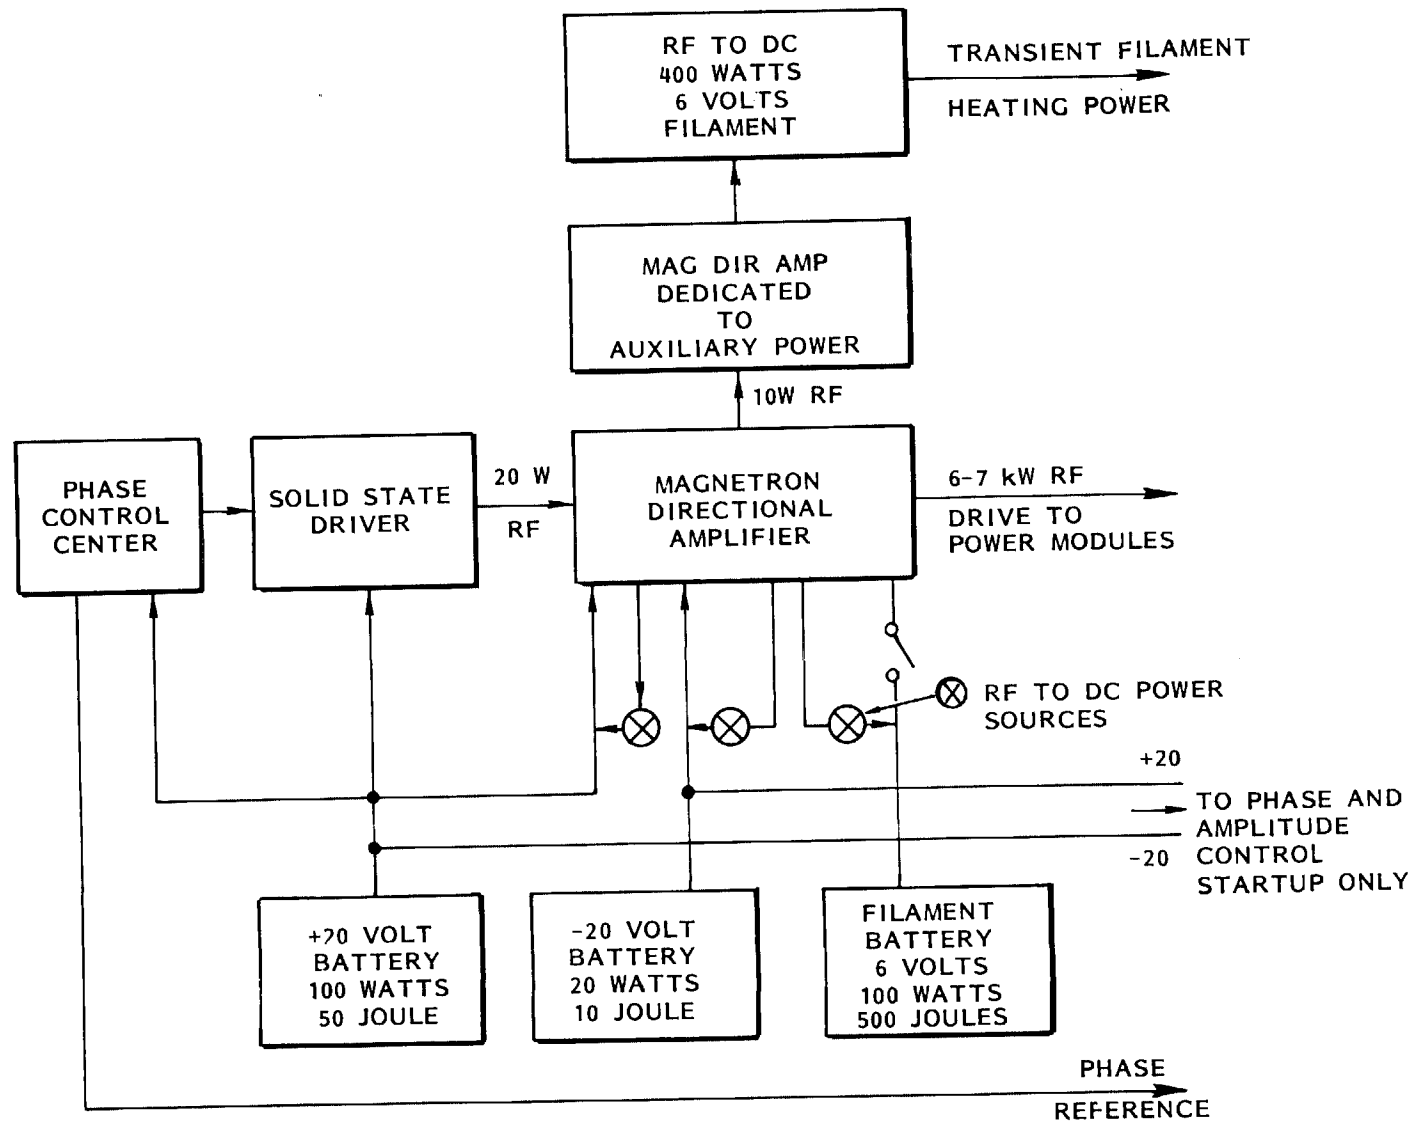 RF TO DC
400 WATTS
6 VOLTS
FILAMENT
TRANSIENT FILAMENT
HEATING POWER
MAG DIR AMP
DEDICATED
TO
AUXILIARY POWER
10W RF
PHASE
CONTROL
CENTER
SOLID STATE
DRIVER
20 W
RF
MAGNETRON
DIRECTIONAL
AMPLIFIER
6-7 kW RF
DRIVE TO
POWER MODULES
RF TO DC POWER
SOURCES
+20
TO PHASE AND
AMPLITUDE
-20 CONTROL
STARTUP ONLY
+20 VOLT
BATTERY
100 WATTS
50 JOULE
-20 VOLT
BATTERY
20 WATTS
10 JOULE
FILAMENT
BATTERY
6 VOLTS
100 WATTS
500 JOULES
PHASE
REFERENCE